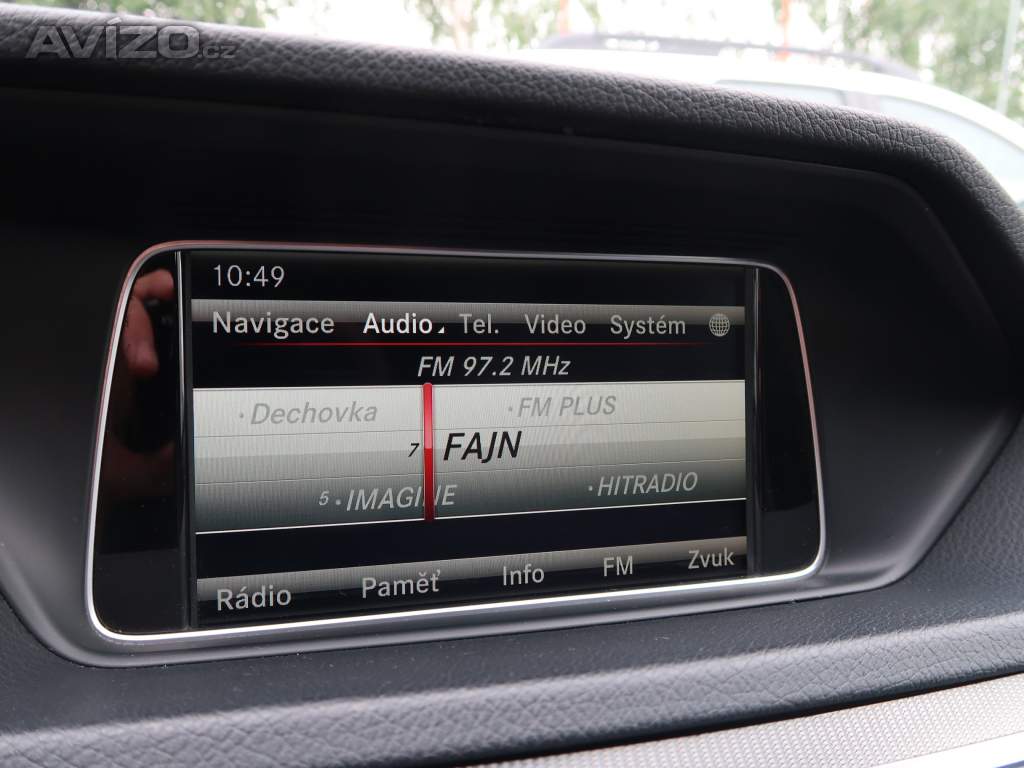 AVÍZO.cz
10:49
Navigace Audio Tel. Video Systém
FM 97.2 MHz
Dechovka FM PLUS
7 FAJN
5 IMAGINE HITRADIO
Rádio Paměť Info FM Zvuk